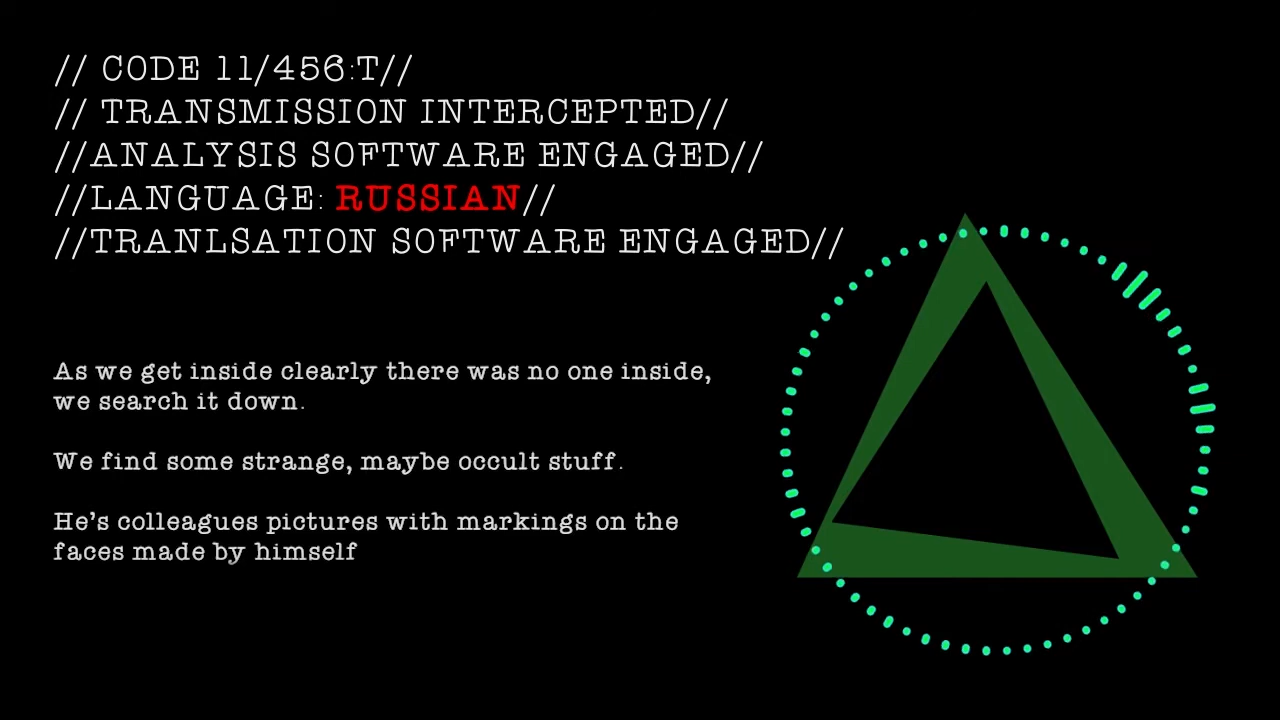 // CODE 11/456:T//
// TRANSMISSION INTERCEPTED//
//ANALYSIS SOFTWARE ENGAGED//
//LANGUAGE: RUSSIAN//
//TRANLSATION SOFTWARE ENGAGED//
As we get inside clearly there was no one inside,
we search it down.
We find some strange, maybe occult stuff.
He's colleagues pictures with markings on the
faces made by himself